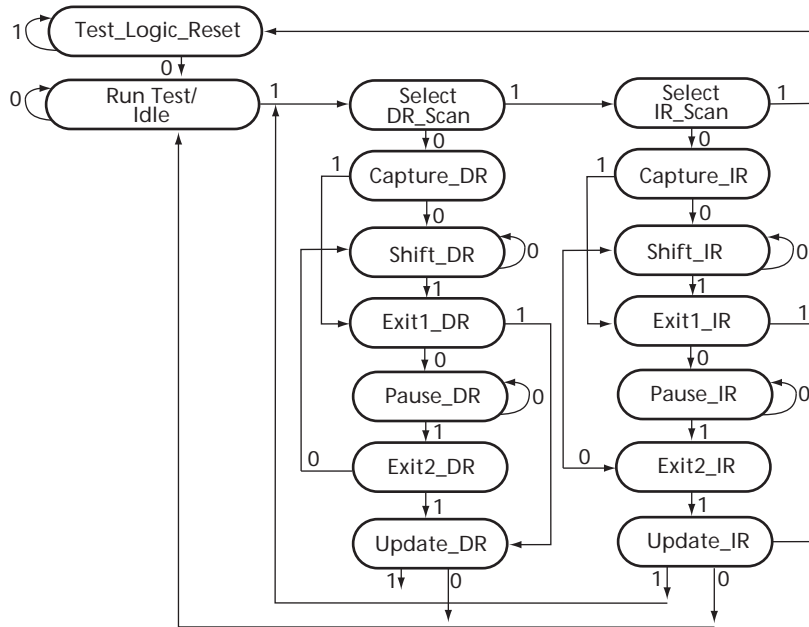 1
Test_Logic_Reset
0
0
Run Test/
Idle
1
Select
DR_Scan
1
Select
IR_Scan
1
0
0
1
Capture_DR
1
Capture_IR
0
0
Shift_DR
0
Shift_IR
0
1
1
Exit1_DR
1
Exit1_IR
1
0
0
Pause_DR
0
Pause_IR
0
1
1
0
Exit2_DR
0
Exit2_IR
1
1
Update_DR
Update_IR
1
0
1
0